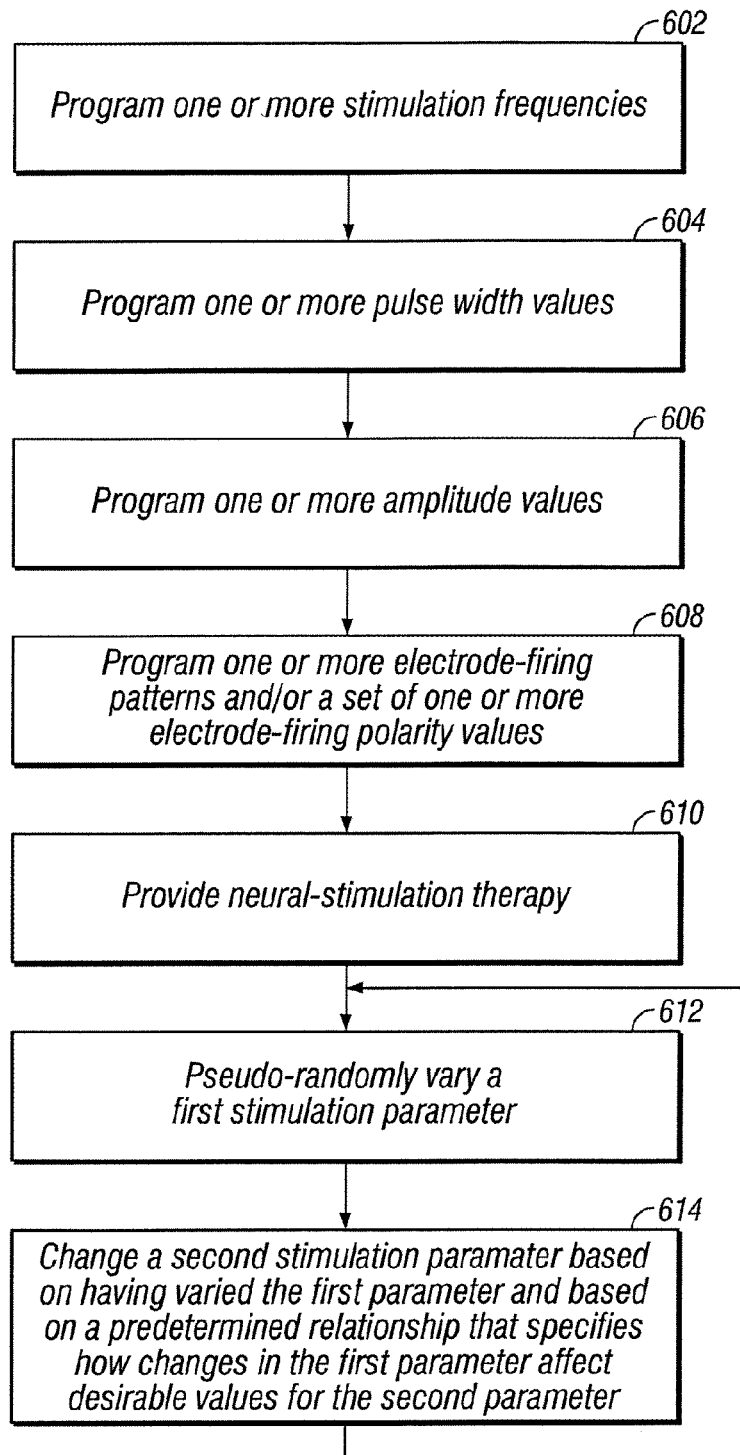 602
Program one or more stimulation frequencies
604
Program one or more pulse width values
606
Program one or more amplitude values
608
Program one or more electrode-firing
patterns and/or a set of one or more
electrode-firing polarity values
610
Provide neural-stimulation therapy
612
Pseudo-randomly vary a
first stimulation parameter
614
Change a second stimulation paramater based
on having varied the first parameter and based
on a predetermined relationship that specifies
how changes in the first parameter affect
desirable values for the second parameter